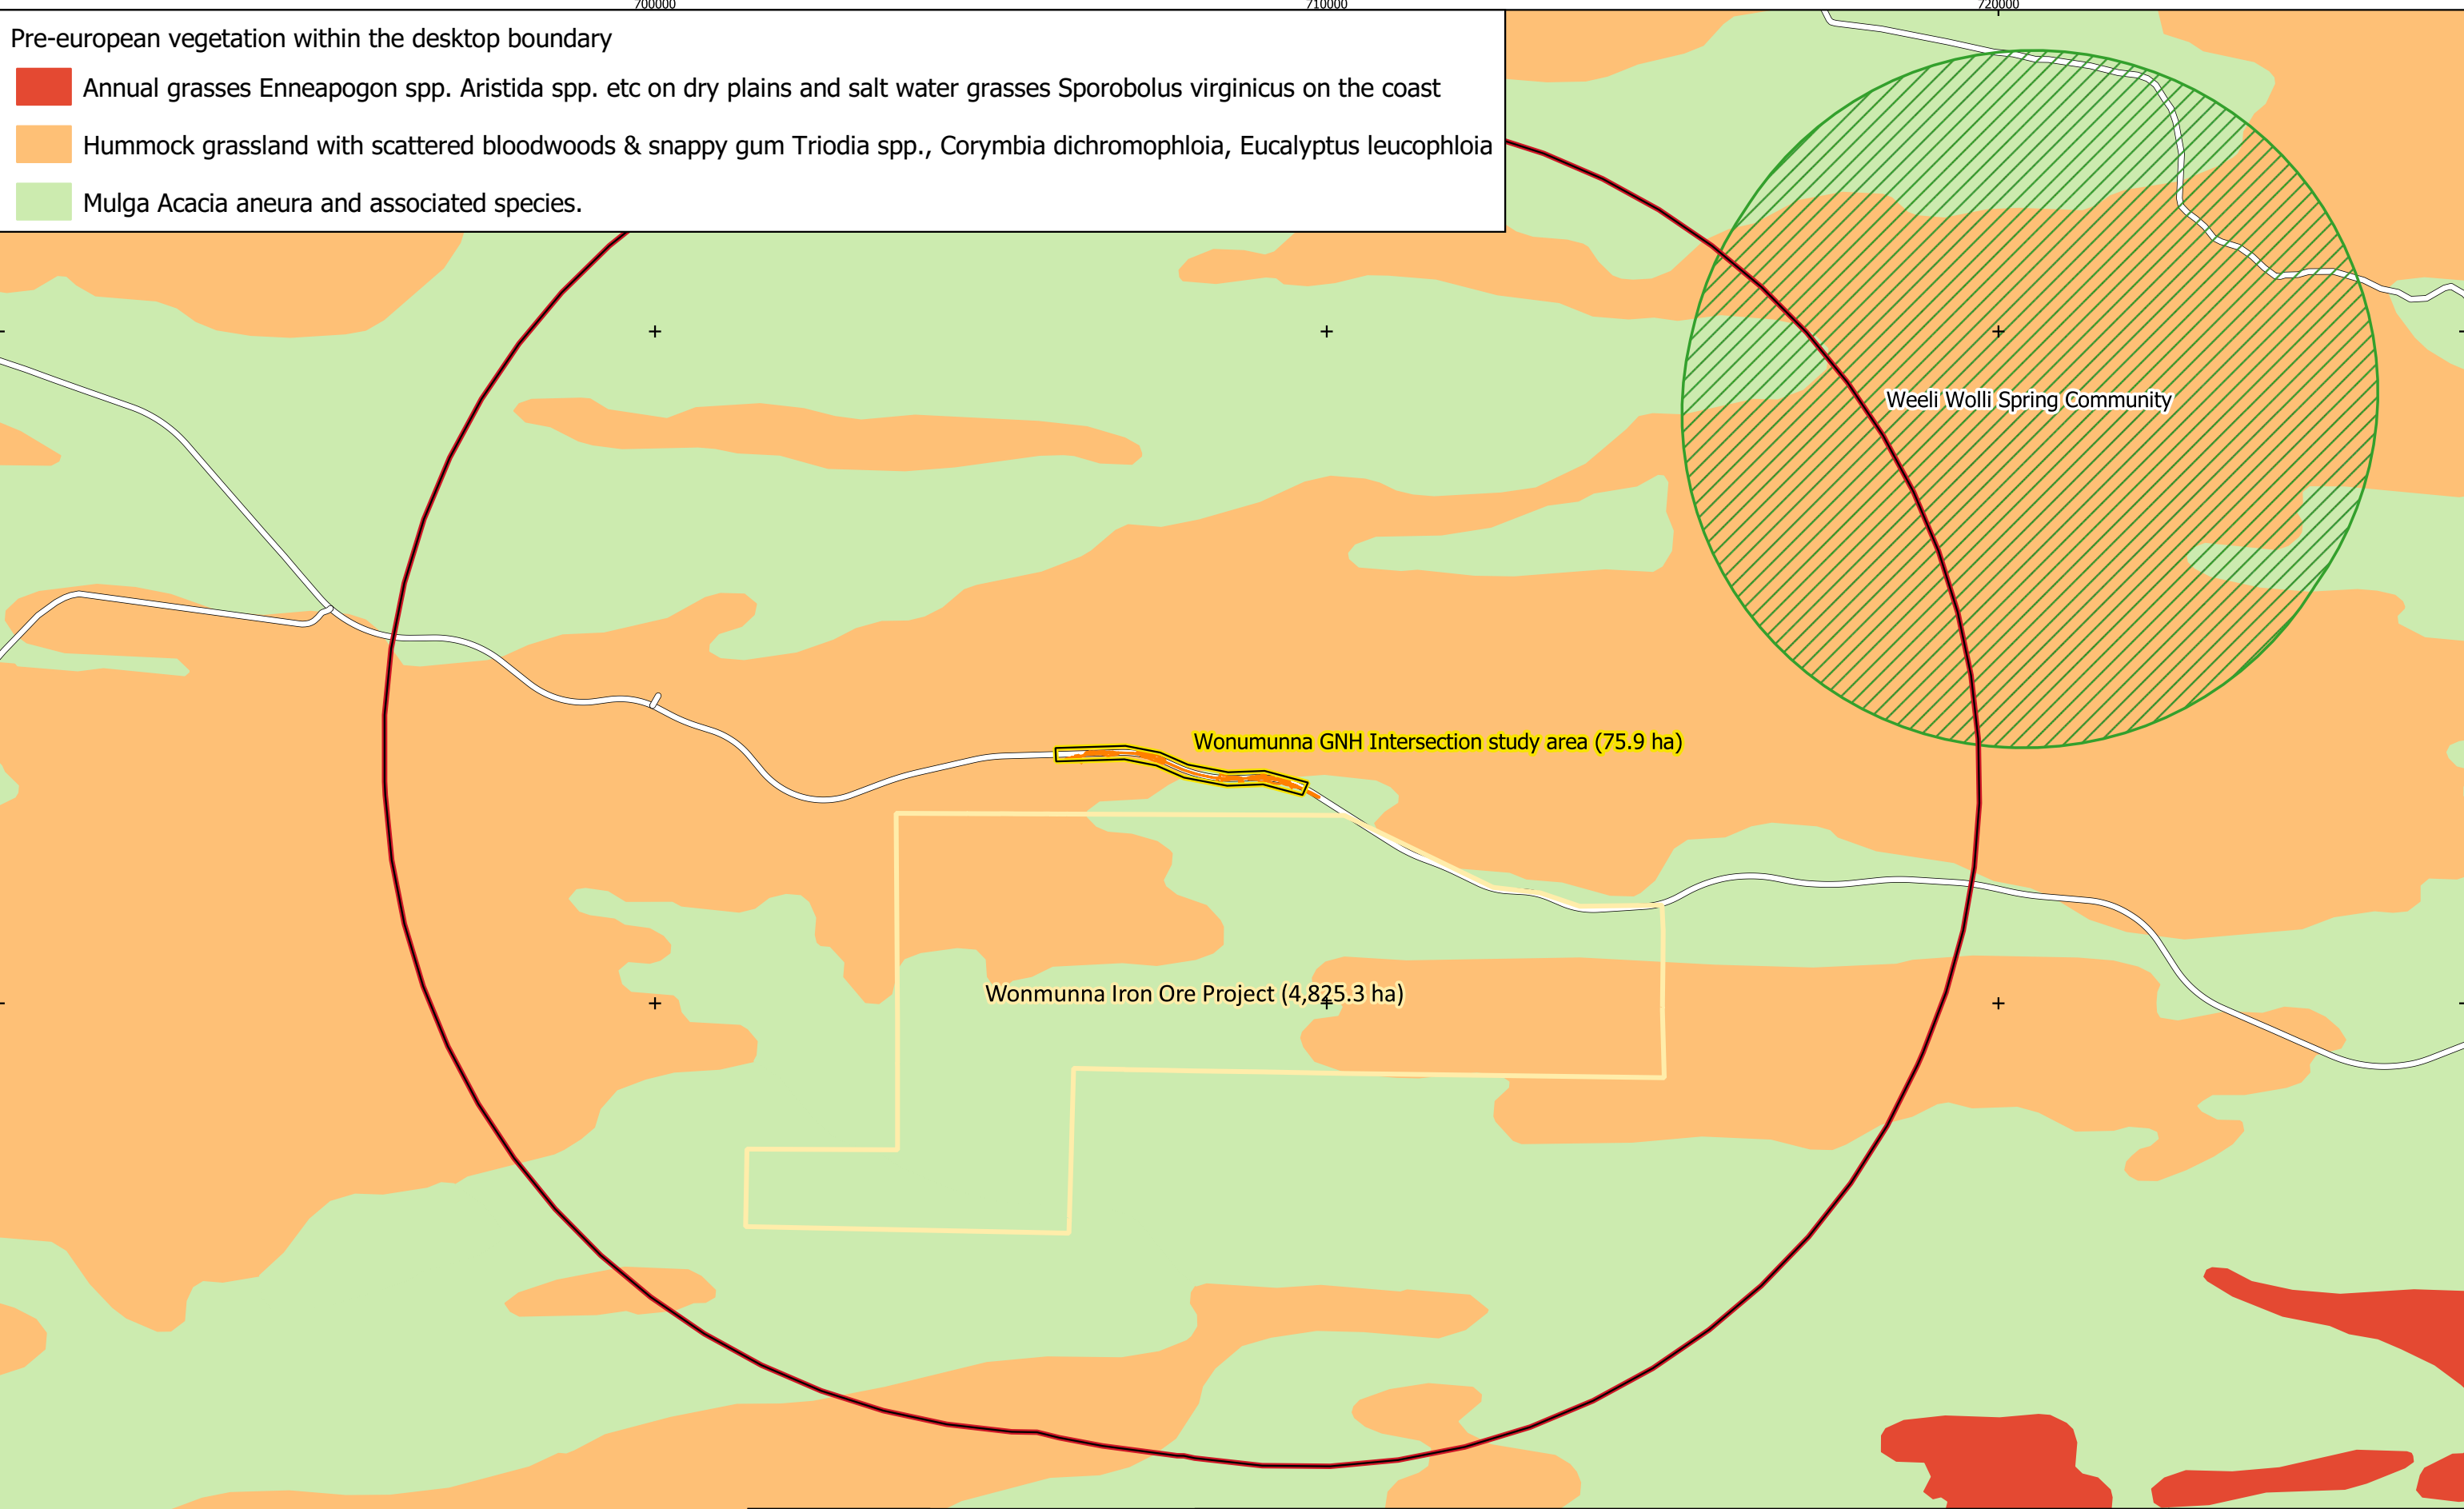 700000 710000 720000
Pre-european vegetation within the desktop boundary
Annual grasses Enneapogon spp. Aristida spp. etc on dry plains and salt water grasses Sporobolus virginicus on the coast
Hummock grassland with scattered bloodwoods & snappy gum Triodia spp., Corymbia dichromophloia, Eucalyptus leucophloia
Mulga Acacia aneura and associated species.
Weeli Wolli Spring Community
Wonumunna GNH Intersection study area (75.9 ha)
Wonmunna Iron Ore Project (4,825.3 ha)